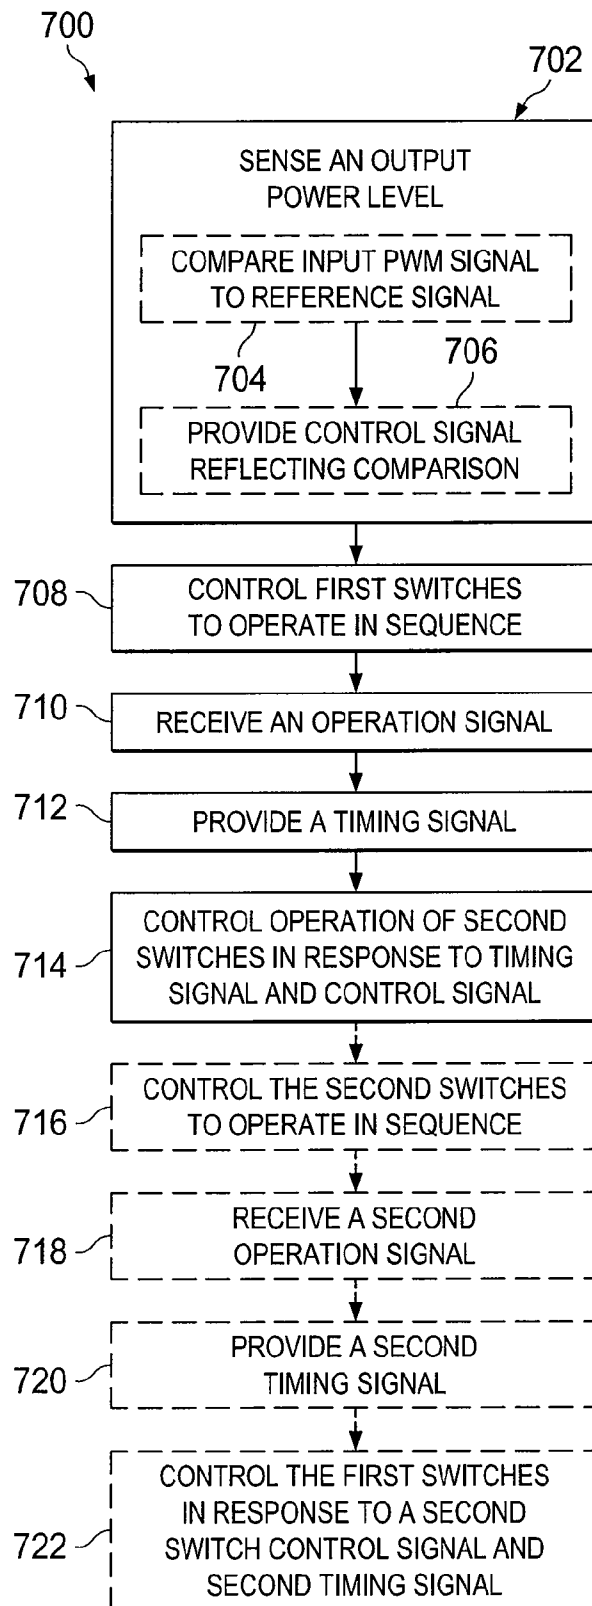 700
702
SENSE AN OUTPUT
POWER LEVEL
COMPARE INPUT PWM SIGNAL
TO REFERENCE SIGNAL
704
706
PROVIDE CONTROL SIGNAL
REFLECTING COMPARISON
708
CONTROL FIRST SWITCHES
TO OPERATE IN SEQUENCE
710
RECEIVE AN OPERATION SIGNAL
712
PROVIDE A TIMING SIGNAL
714
CONTROL OPERATION OF SECOND
SWITCHES IN RESPONSE TO TIMING
SIGNAL AND CONTROL SIGNAL
716
CONTROL THE SECOND SWITCHES
TO OPERATE IN SEQUENCE
718
RECEIVE A SECOND
OPERATION SIGNAL
720
PROVIDE A SECOND
TIMING SIGNAL
722
CONTROL THE FIRST SWITCHES
IN RESPONSE TO A SECOND
SWITCH CONTROL SIGNAL AND
SECOND TIMING SIGNAL